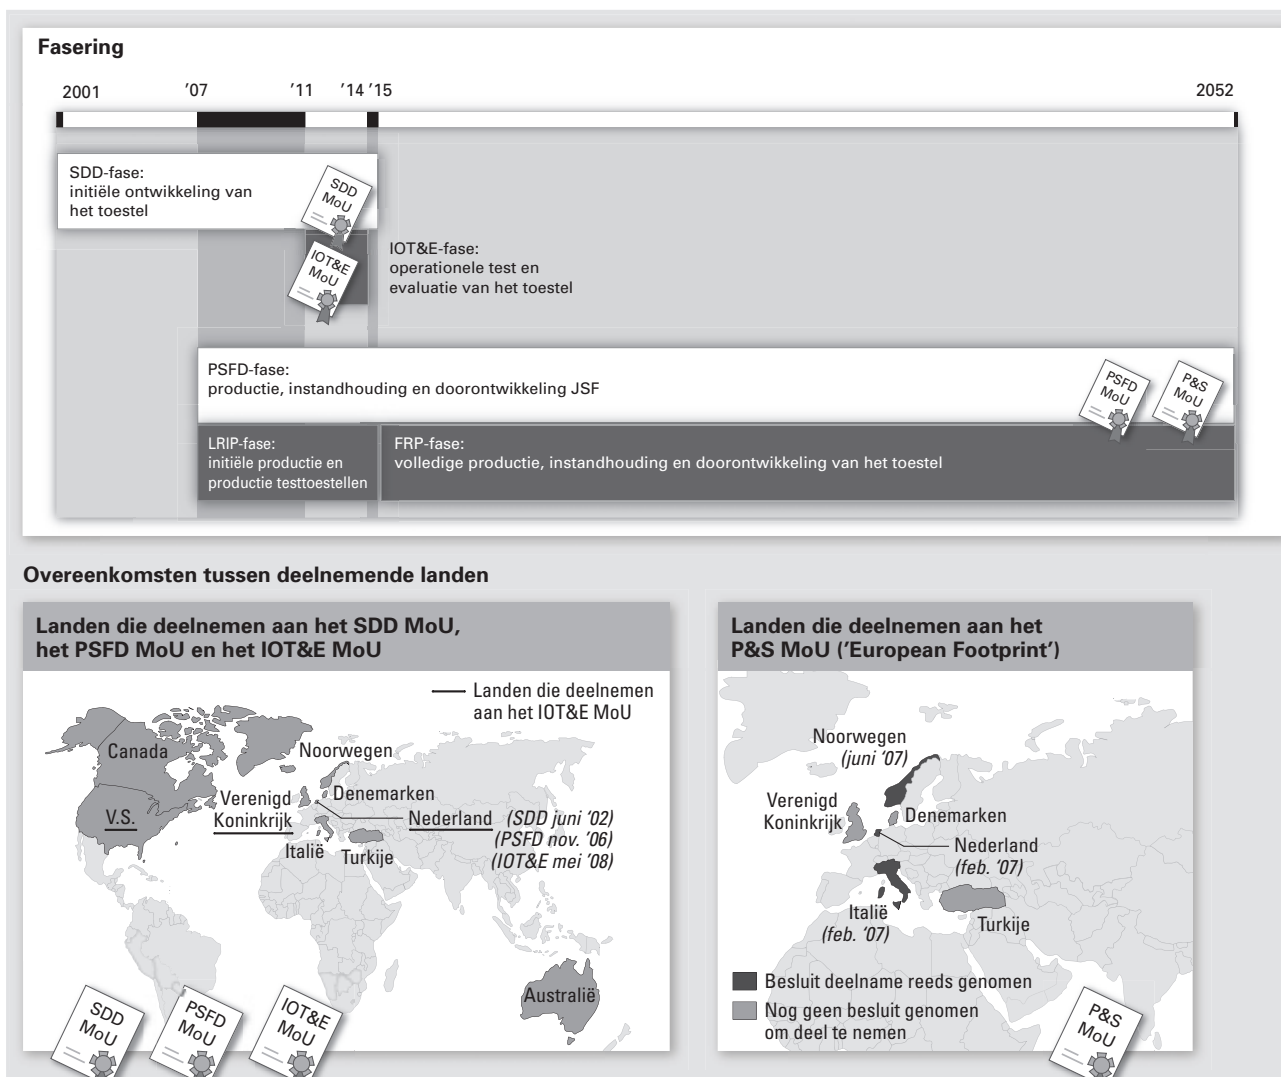 Fasering
2001 '07 '11 '14 '15 2052
SDD-fase:
initiële ontwikkeling van
het toestel
SDD
MoU
IOT&E
MoU
IOT&E-fase:
operationele test en
evaluatie van het toestel
PSFD-fase:
productie, instandhouding en doorontwikkeling JSF
PSFD
MoU
P&S
MoU
LRIP-fase:
initiële productie en
productie testtoestellen
FRP-fase:
volledige productie, instandhouding en doorontwikkeling van het toestel
Overeenkomsten tussen deelnemende landen
Landen die deelnemen aan het SDD MoU,
het PSFD MoU en het IOT&E MoU
Landen die deelnemen
aan het IOT&E MoU
Canada
Noorwegen
V.S.
Verenigd
Koninkrijk
Denemarken
Nederland (SDD juni '02)
(PSFD nov. '06)
(IOT&E mei '08)
Italië
Turkije
Australië
SDD
MoU
PSFD
MoU
IOT&E
MoU
Landen die deelnemen aan het
P&S MoU ('European Footprint')
Noorwegen
(juni '07)
Verenigd
Koninkrijk
Denemarken
Nederland
(feb. '07)
Italië
(feb. '07)
Turkije
Besluit deelname reeds genomen
Nog geen besluit genomen
om deel te nemen
P&S
MoU